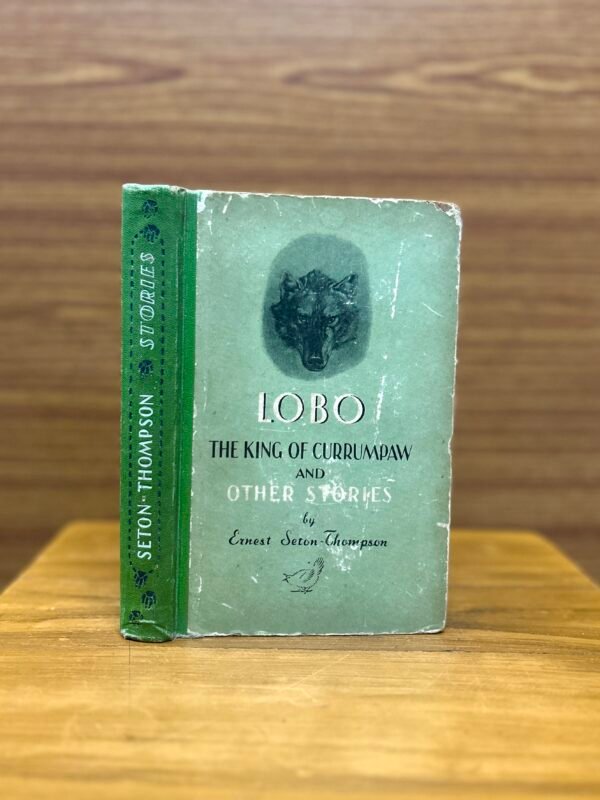 SETON-THOMPSON STORIES
LOBO
THE KING OF CURRUMPAW
AND
OTHER STORIES
by
Ernest Seton-Thompson